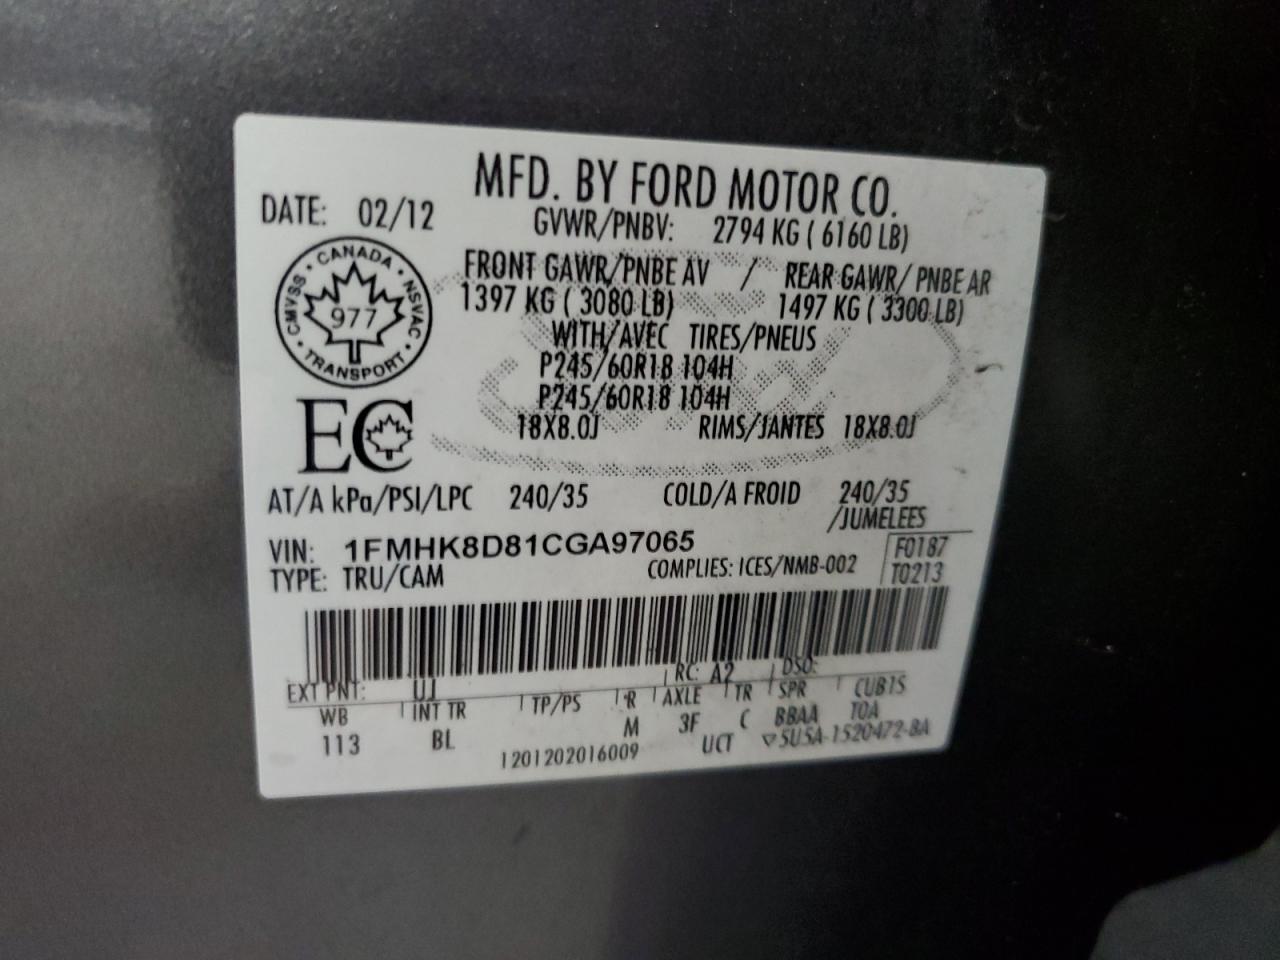 MFD. BY FORD MOTOR CO.
DATE: 02/12
GVWR/PNBV: 2794 KG ( 6160 LB)
FRONT GAWR/PNBE AV / REAR GAWR/ PNBE AR
1397 KG ( 3080 LB) 1497 KG ( 3300 LB)
WITH/AVEC TIRES/PNEUS
P245/60R18 104H
P245/60R18 104H
18X8.0J RIMS/JANTES 18X8.0J
CANADA
CMVSS NSVAC
977
TRANSPORT
EC
AT/A kPa/PSI/LPC 240/35 COLD/A FROID 240/35
/JUMELEES
VIN: 1FMHK8D81CGA97065
F0187
TYPE: TRU/CAM COMPLIES: ICES/NMB-002 T0213
EXT PNT: UJ RC: A2 DSO:
WB INT TR TP/PS R AXLE TR SPR CUB1S
113 BL M 3F C BBAA TOA
1201202016009 UCT ▽5U5A-1520472-BA